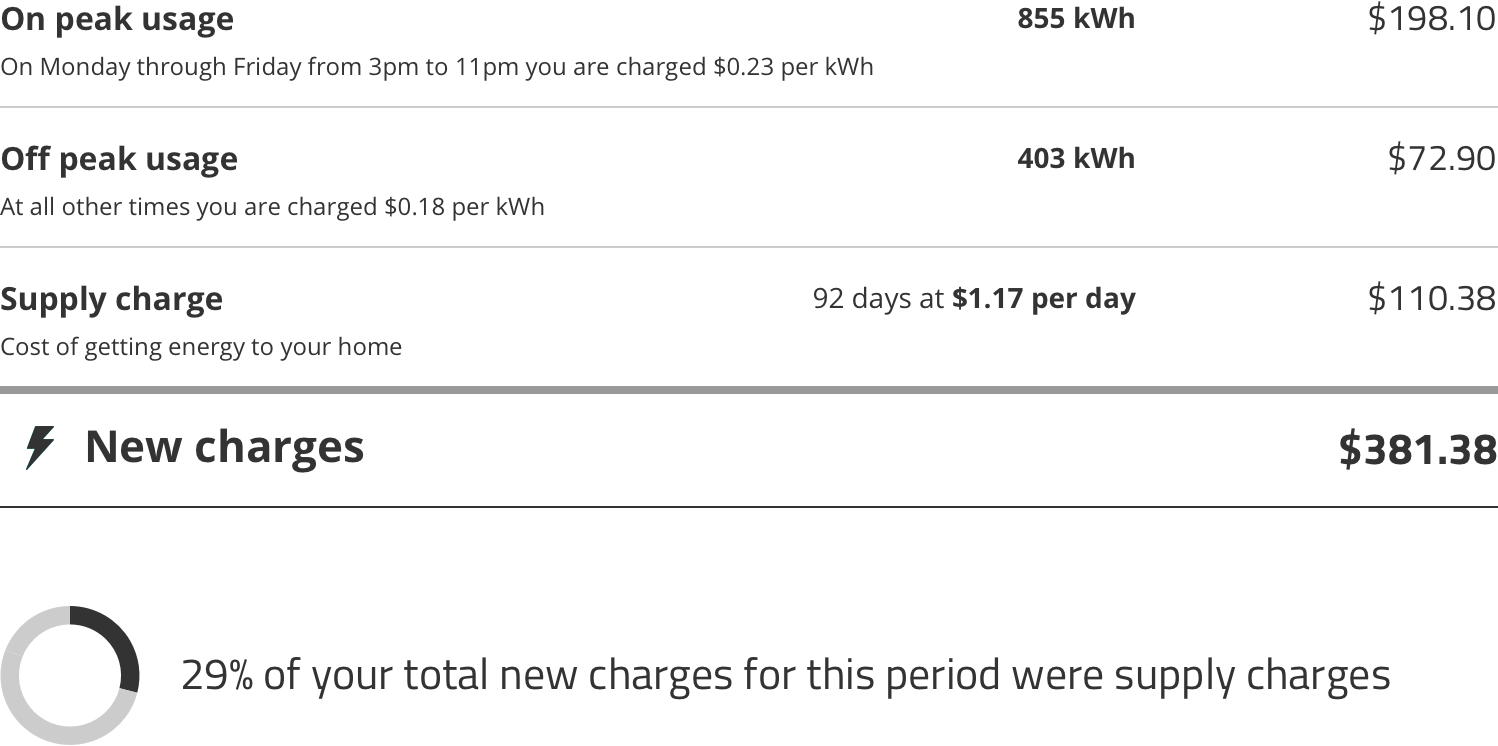 On peak usage 855 kWh $198.10
On Monday through Friday from 3pm to 11pm you are charged $0.23 per kWh
Off peak usage 403 kWh $72.90
At all other times you are charged $0.18 per kWh
Supply charge 92 days at $1.17 per day $110.38
Cost of getting energy to your home
New charges $381.38
29% of your total new charges for this period were supply charges